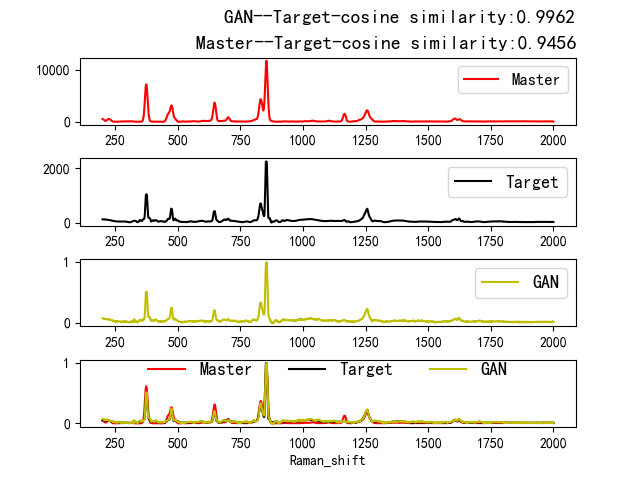 GAN--Target-cosine similarity:0.9962
Master--Target-cosine similarity:0.9456
10000
0
Master
250 500 750 1000 1250 1500 1750 2000
2000
0
Target
250 500 750 1000 1250 1500 1750 2000
1
0
GAN
250 500 750 1000 1250 1500 1750 2000
1
0
Master Target GAN
250 500 750 1000 1250 1500 1750 2000
Raman_shift